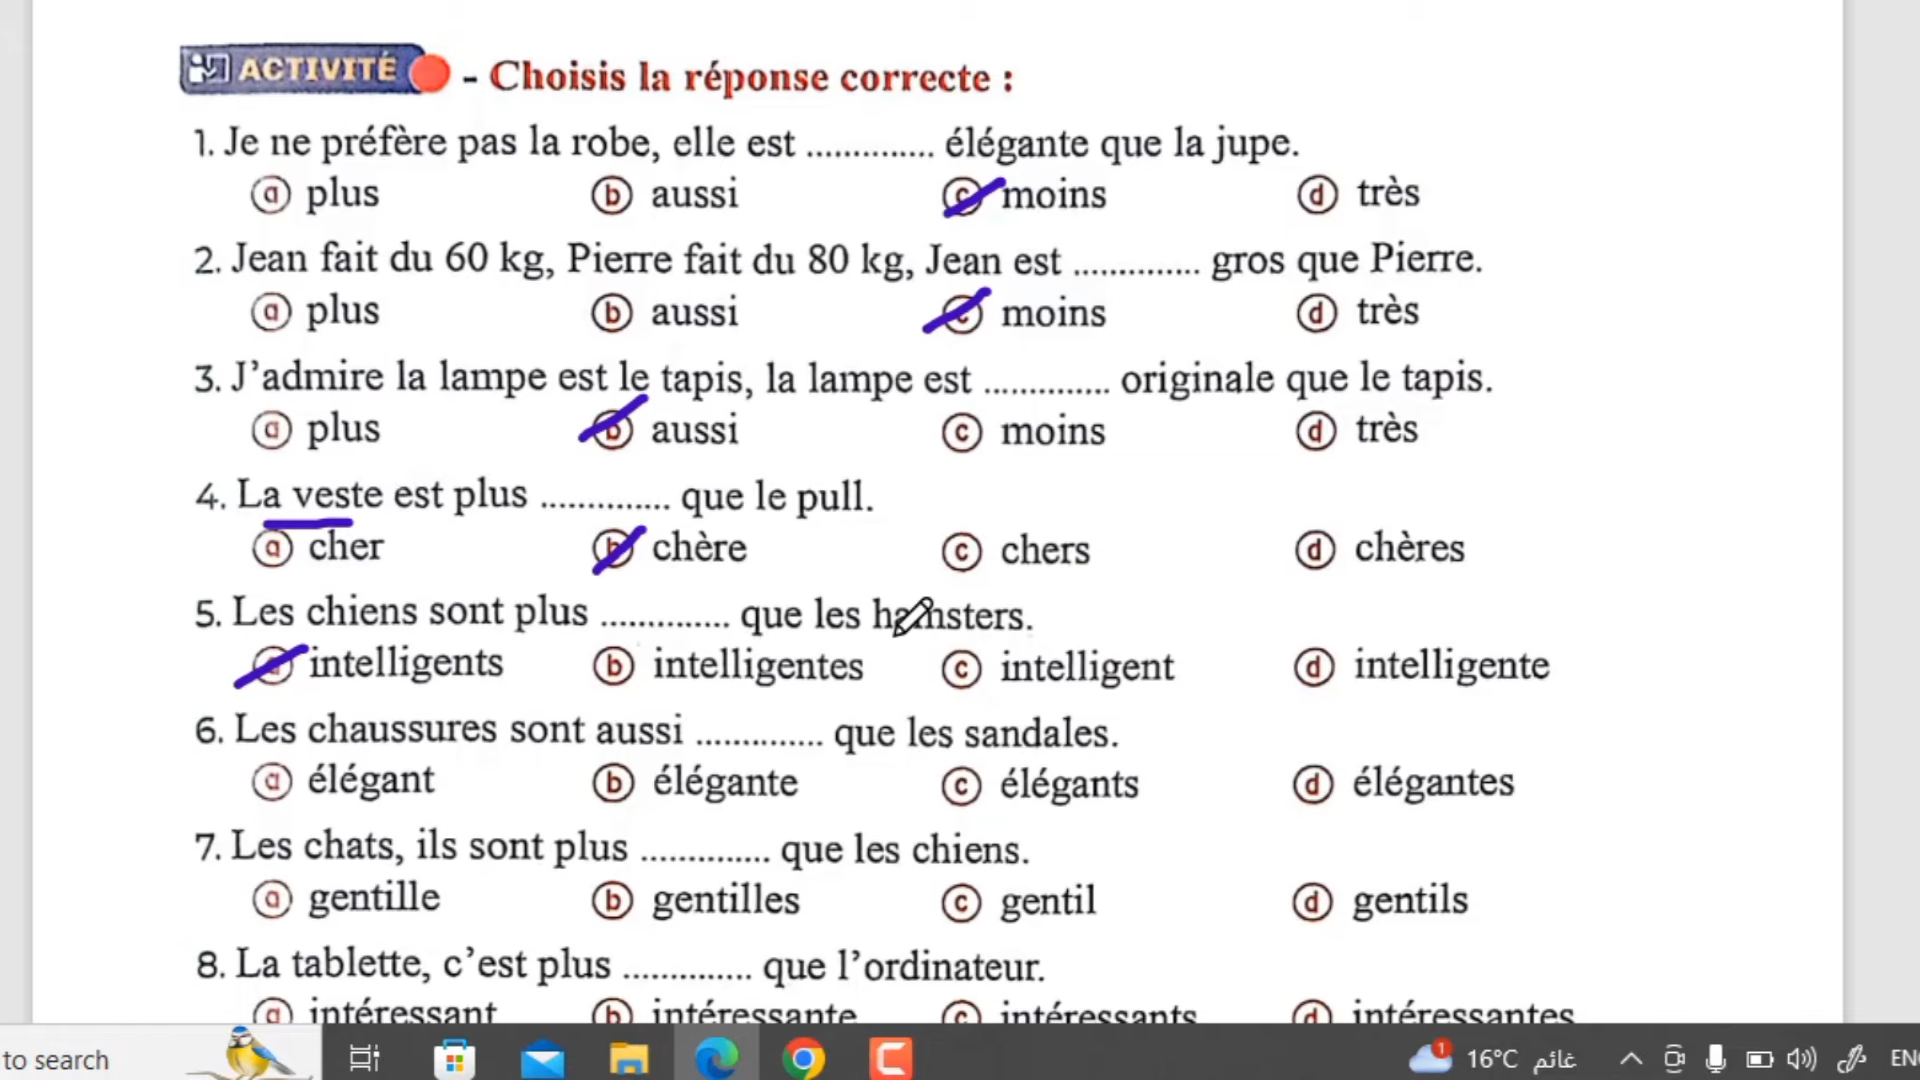 ACTIVITÉ - Choisis la réponse correcte :
1. Je ne préfère pas la robe, elle est .............. élégante que la jupe.
a plus b aussi c moins d très
2. Jean fait du 60 kg, Pierre fait du 80 kg, Jean est .............. gros que Pierre.
a plus b aussi c moins d très
3. J’admire la lampe est le tapis, la lampe est .............. originale que le tapis.
a plus b aussi c moins d très
4. La veste est plus .............. que le pull.
a cher b chère c chers d chères
5. Les chiens sont plus .............. que les hamsters.
a intelligents b intelligentes c intelligent d intelligente
6. Les chaussures sont aussi .............. que les sandales.
a élégant b élégante c élégants d élégantes
7. Les chats, ils sont plus .............. que les chiens.
a gentille b gentilles c gentil d gentils
8. La tablette, c’est plus .............. que l’ordinateur.
a intéressant b intéressante c intéressants d intéressantes
to search 1 16°C غائم ENG